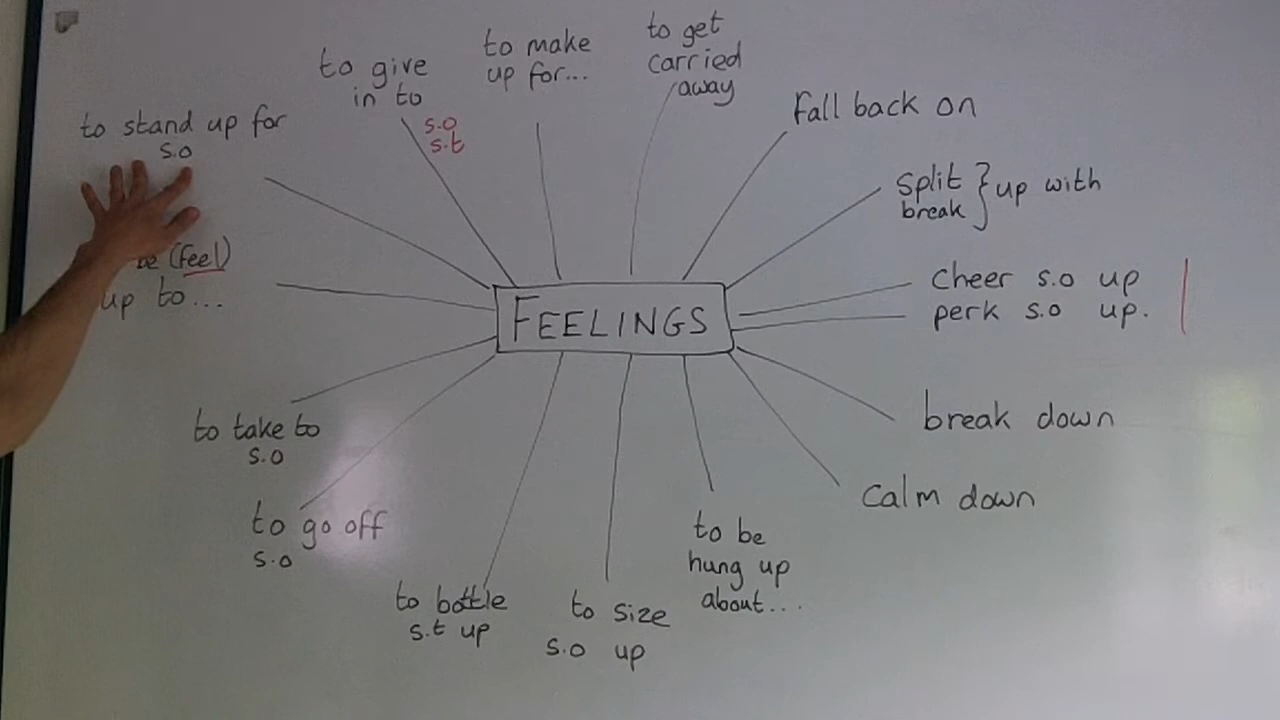 FEELINGS
to stand up for
s.o
to give
in to
s.o
s.t
to make
up for...
to get
carried
away
Fall back on
split } up with
break
cheer s.o up
perk s.o up.
break down
calm down
to be
hung up
about....
to size
s.o up
to bottle
s.t up
to go off
s.o
to take to
s.o
(feel)
up to...